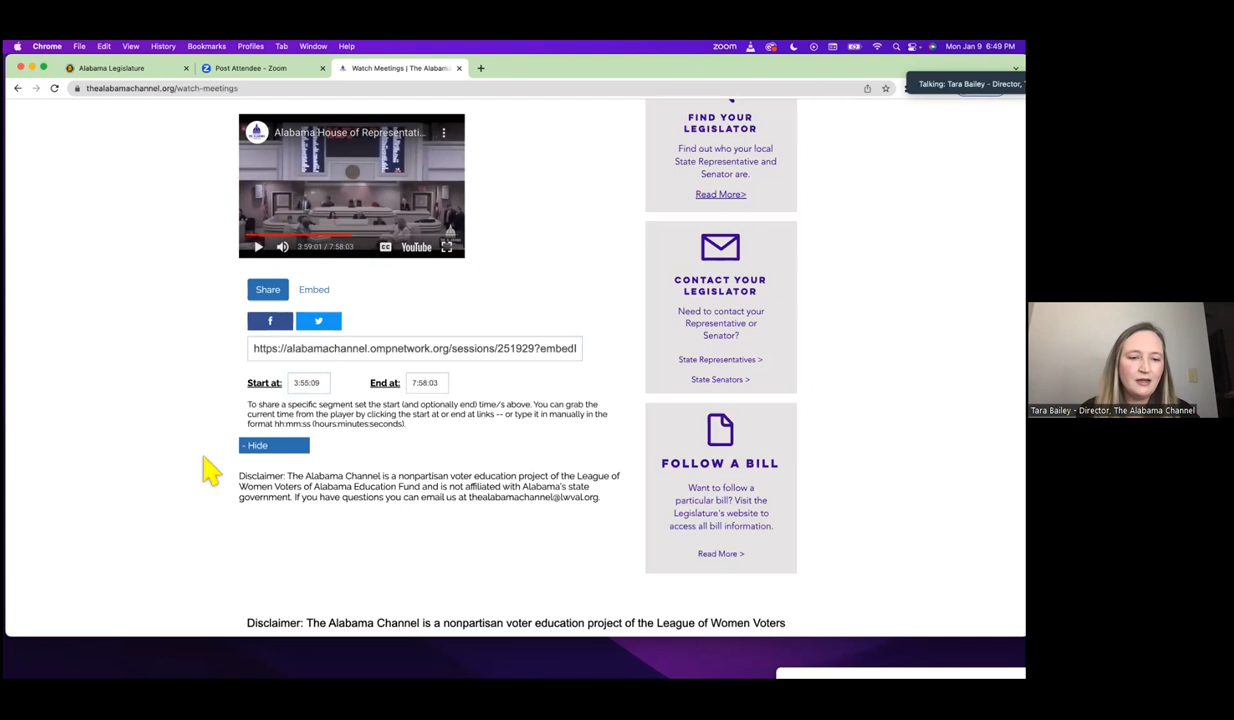 Chrome File Edit View History Bookmarks Profiles Tab Window Help
zoom Mon Jan 9 6:49 PM
Alabama Legislature
Post Attendee - Zoom
Watch Meetings | The Alabam
Talking: Tara Bailey - Director,
thealabamachannel.org/watch-meetings
Alabama House of Representati...
3:59:01 / 7:58:03
CC
YouTube
Share Embed
https://alabamachannel.ompnetwork.org/sessions/251929?embedI
Start at: 3:55:09 End at: 7:58:03
To share a specific segment set the start (and optionally end) time/s above. You can grab the
current time from the player by clicking the start at or end at links -- or type it in manually in the
format hh:mm:ss (hours:minutes:seconds).
- Hide
Disclaimer: The Alabama Channel is a nonpartisan voter education project of the League of
Women Voters of Alabama Education Fund and is not affiliated with Alabama's state
government. If you have questions you can email us at thealabamachannel@lwval.org.
FIND YOUR
LEGISLATOR
Find out who your local
State Representative and
Senator are.
Read More>
CONTACT YOUR
LEGISLATOR
Need to contact your
Representative or
Senator?
State Representatives >
State Senators >
FOLLOW A BILL
Want to follow a
particular bill? Visit the
Legislature's website to
access all bill information.
Read More >
Disclaimer: The Alabama Channel is a nonpartisan voter education project of the League of Women Voters
Tara Bailey - Director, The Alabama Channel